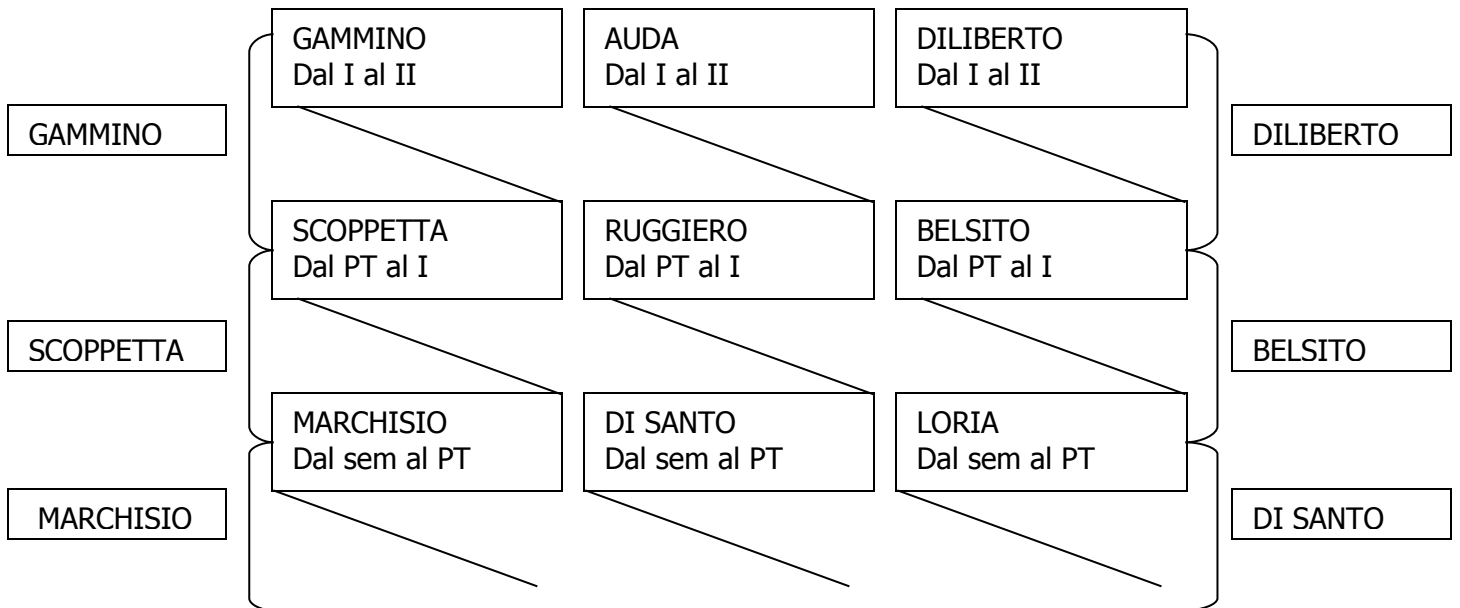 GAMMINO
Dal I al II
AUDA
Dal I al II
DILIBERTO
Dal I al II
GAMMINO
DILIBERTO
SCOPPETTA
Dal PT al I
RUGGIERO
Dal PT al I
BELSITO
Dal PT al I
SCOPPETTA
BELSITO
MARCHISIO
Dal sem al PT
DI SANTO
Dal sem al PT
LORIA
Dal sem al PT
MARCHISIO
DI SANTO